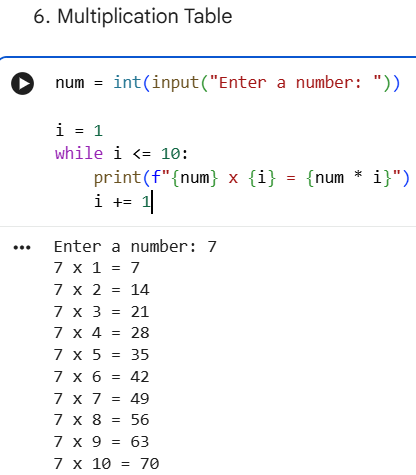 6. Multiplication Table
num = int(input("Enter a number: "))
i = 1
while i <= 10:
    print(f"{num} x {i} = {num * i}")
    i += 1
Enter a number: 7
7 x 1 = 7
7 x 2 = 14
7 x 3 = 21
7 x 4 = 28
7 x 5 = 35
7 x 6 = 42
7 x 7 = 49
7 x 8 = 56
7 x 9 = 63
7 x 10 = 70